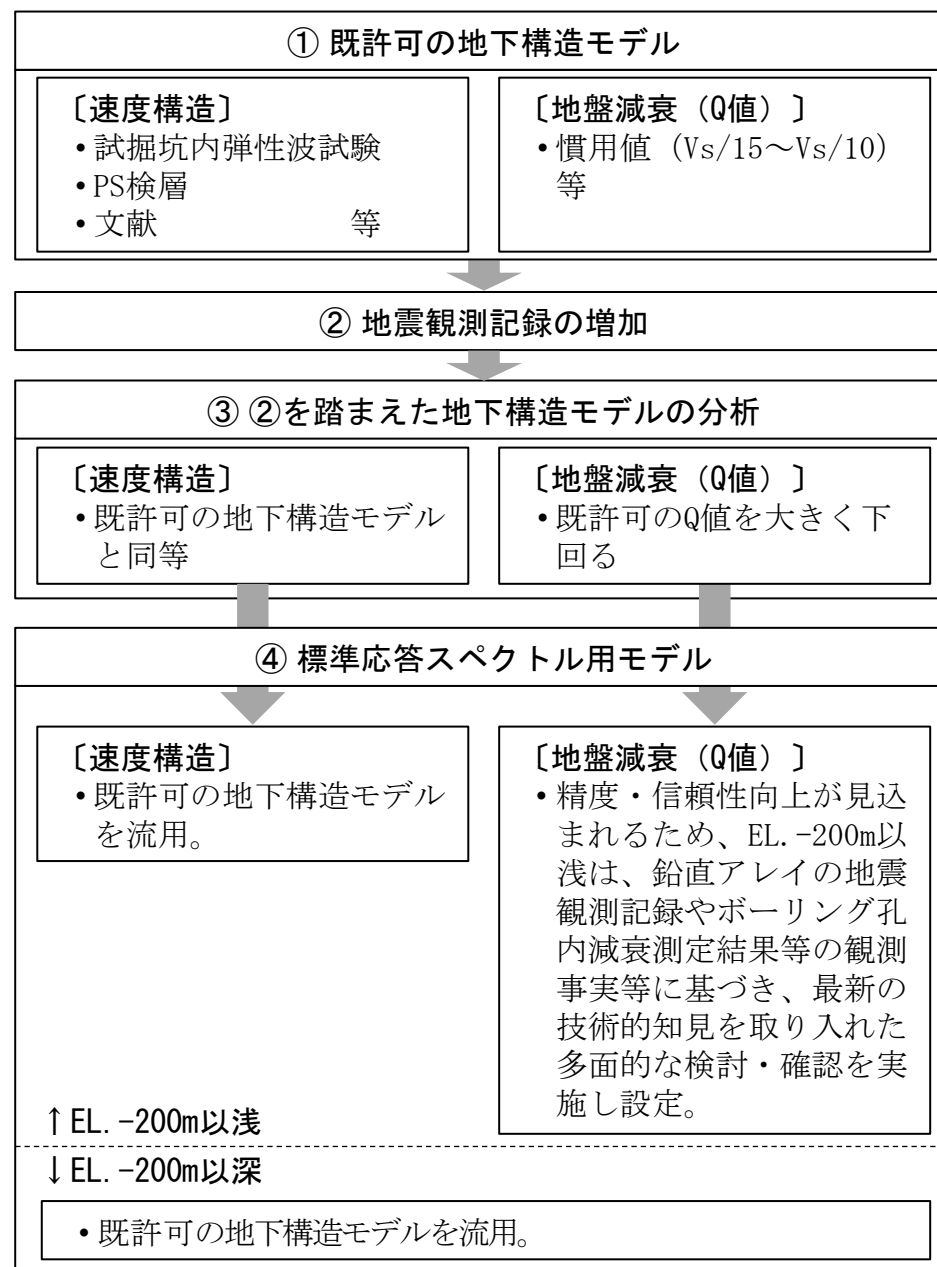 ① 既許可の地下構造モデル
〔速度構造〕
•試掘坑内弾性波試験
•PS検層
•文献 等
〔地盤減衰（Q値）〕
•慣用値（Vs/15～Vs/10）
等
② 地震観測記録の増加
③ ②を踏まえた地下構造モデルの分析
〔速度構造〕
•既許可の地下構造モデル
と同等
〔地盤減衰（Q値）〕
•既許可のQ値を大きく下
回る
④ 標準応答スペクトル用モデル
〔速度構造〕
•既許可の地下構造モデル
を流用。
〔地盤減衰（Q値）〕
•精度・信頼性向上が見込
まれるため、EL.-200m以
浅は、鉛直アレイの地震
観測記録やボーリング孔
内減衰測定結果等の観測
事実等に基づき、最新の
技術的知見を取り入れた
多面的な検討・確認を実
施し設定。
↑EL.-200m以浅
↓EL.-200m以深
•既許可の地下構造モデルを流用。